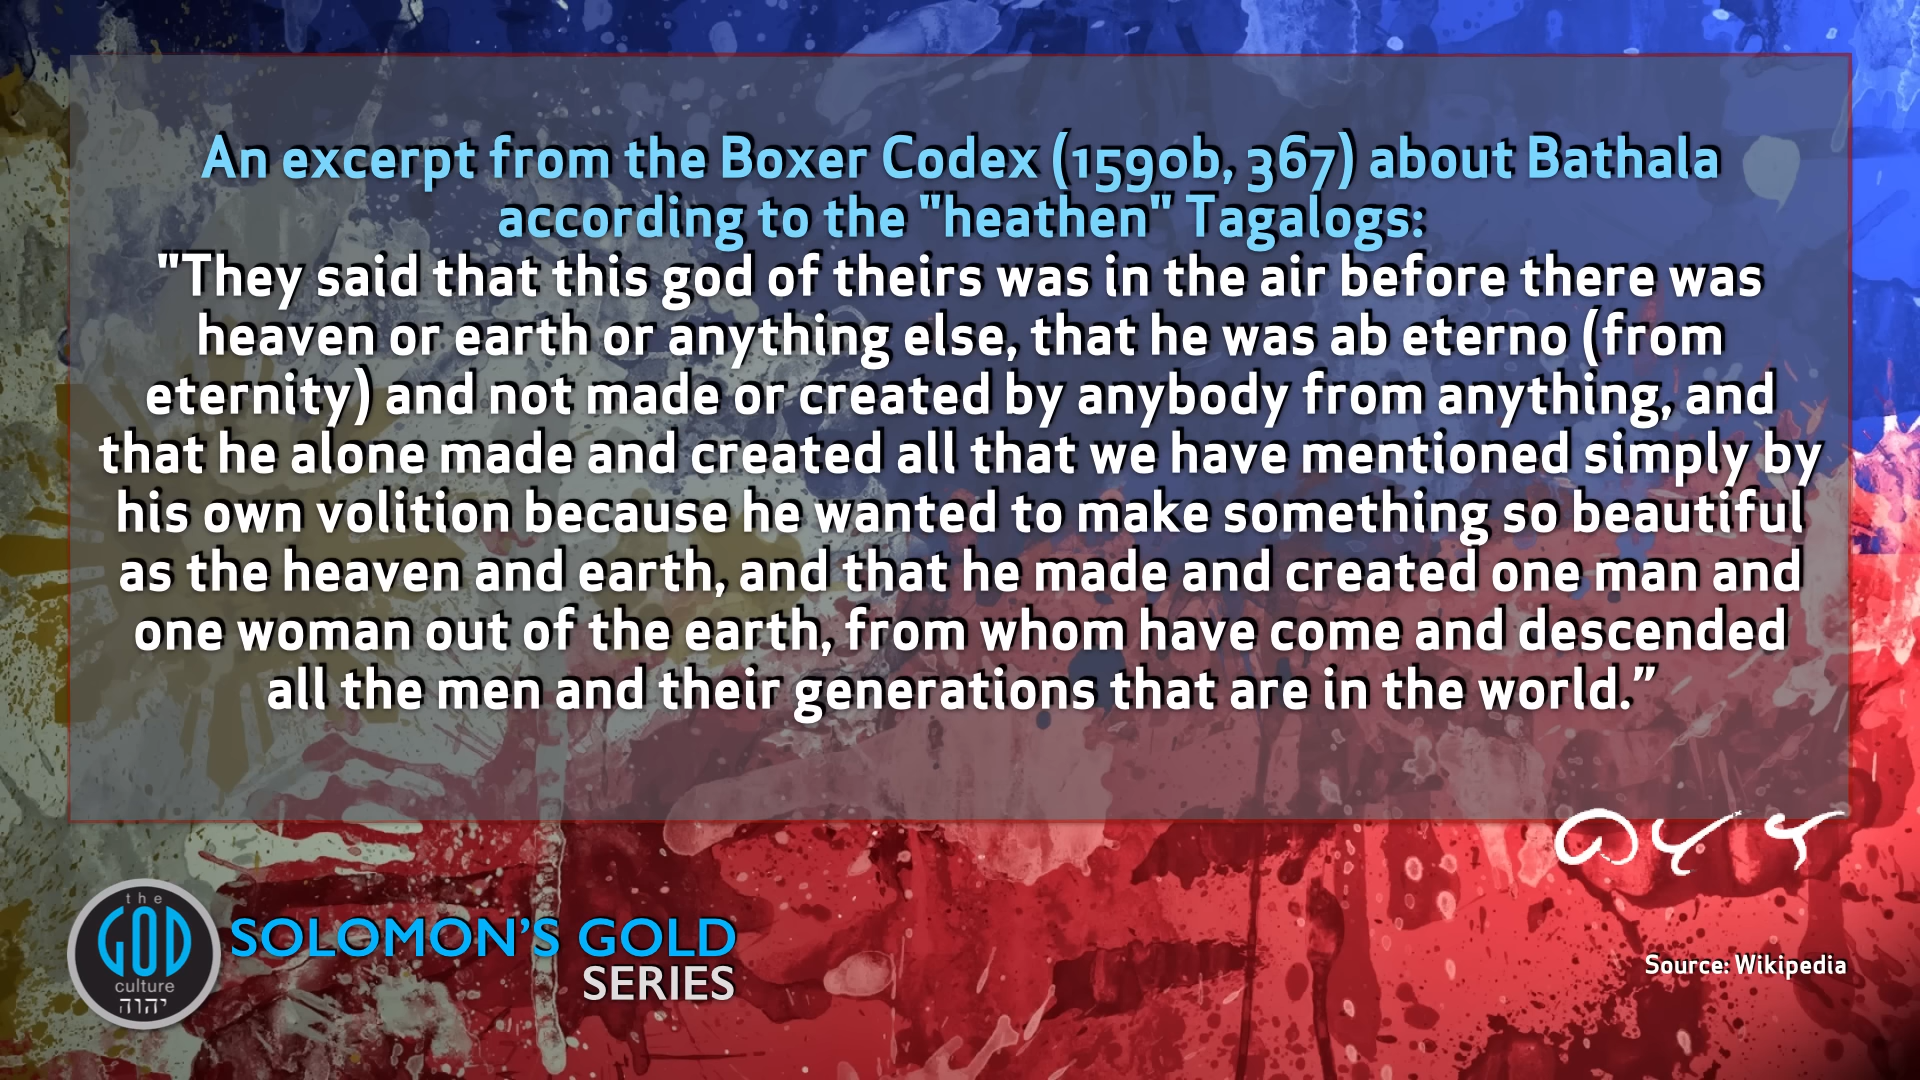 An excerpt from the Boxer Codex (1590b, 367) about Bathala
according to the "heathen" Tagalogs:
"They said that this god of theirs was in the air before there was
heaven or earth or anything else, that he was ab eterno (from
eternity) and not made or created by anybody from anything, and
that he alone made and created all that we have mentioned simply by
his own volition because he wanted to make something so beautiful
as the heaven and earth, and that he made and created one man and
one woman out of the earth, from whom have come and descended
all the men and their generations that are in the world.”
ᜊᜑᜎ
the
GOD
culture
יהוה
SOLOMON'S GOLD
SERIES
Source: Wikipedia